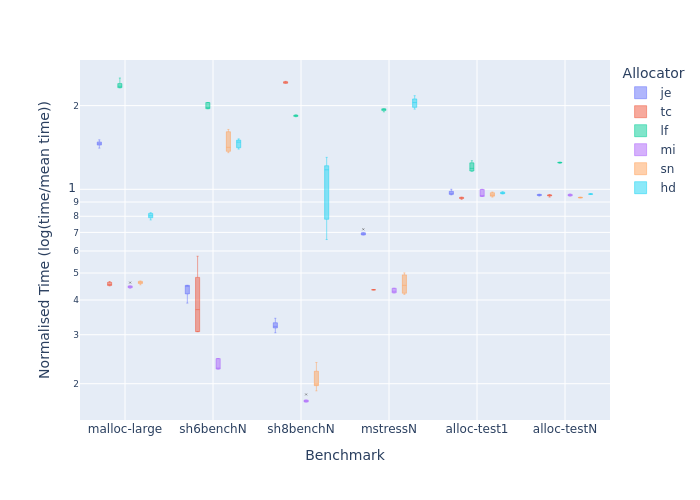 Allocator
je
tc
lf
mi
sn
hd
Normalised Time (log(time/mean time))
2
1
9
8
7
6
5
4
3
2
malloc-large sh6benchN sh8benchN mstressN alloc-test1 alloc-testN
Benchmark